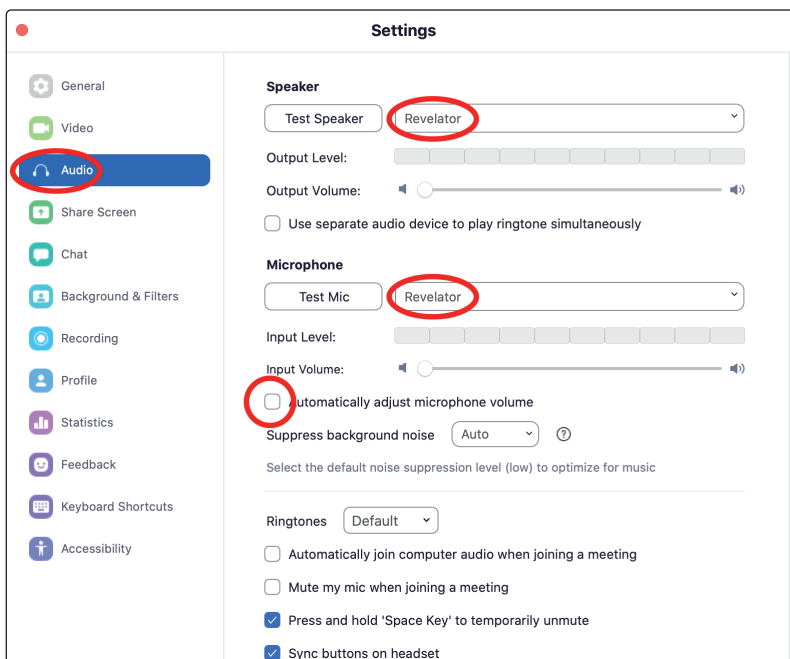 Settings
General
Video
Audio
Share Screen
Chat
Background & Filters
Recording
Profile
Statistics
Feedback
Keyboard Shortcuts
Accessibility
Speaker
Test Speaker Revelator
Output Level:
Output Volume:
Use separate audio device to play ringtone simultaneously
Microphone
Test Mic Revelator
Input Level:
Input Volume:
Automatically adjust microphone volume
Suppress background noise Auto ?
Select the default noise suppression level (low) to optimize for music
Ringtones Default
Automatically join computer audio when joining a meeting
Mute my mic when joining a meeting
Press and hold 'Space Key' to temporarily unmute
Sync buttons on headset